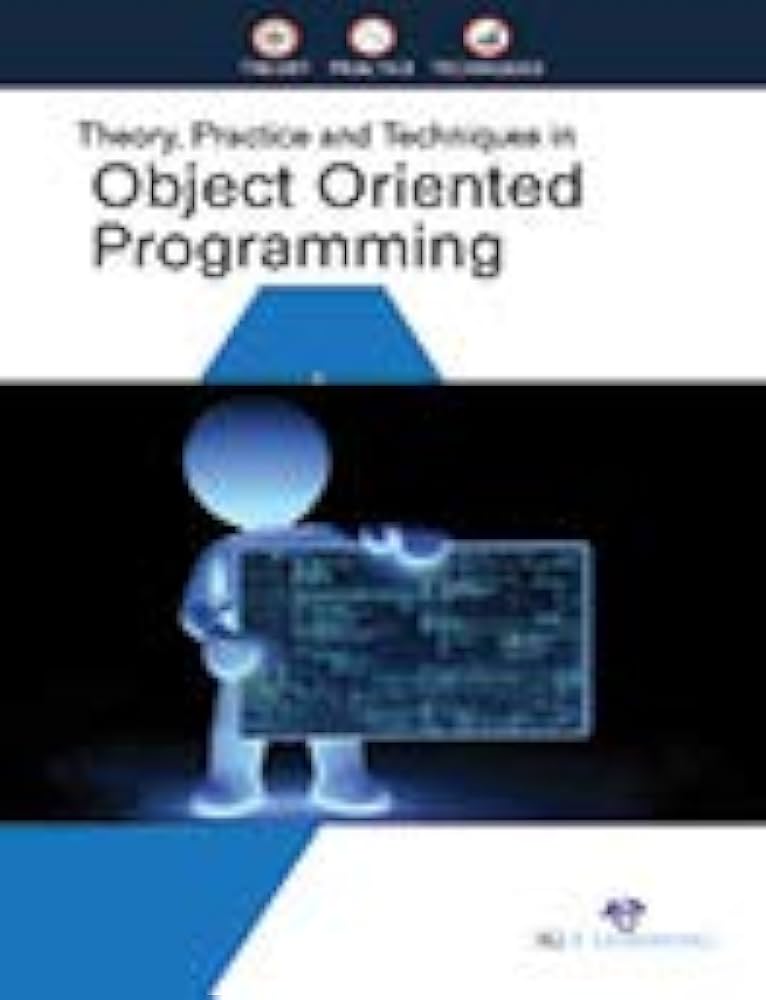 THEORY PRACTICE TECHNIQUES
Theory, Practice and Techniques in
Object Oriented
Programming